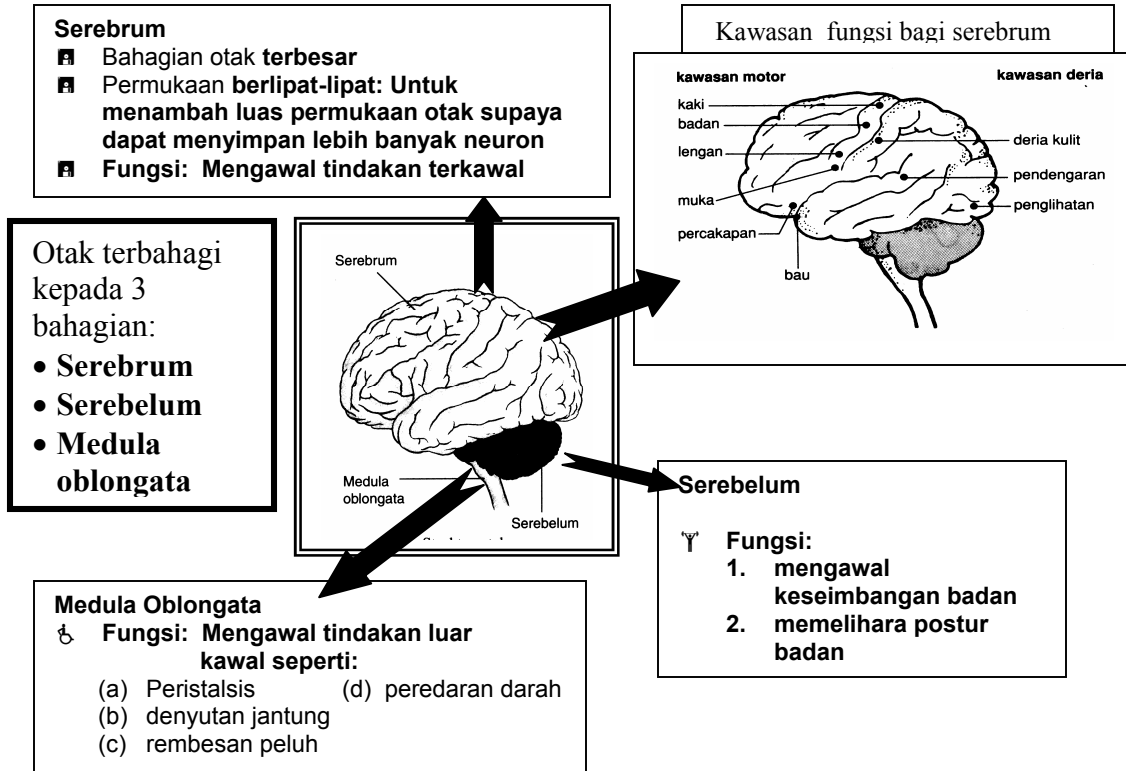 Serebrum
Bahagian otak terbesar
Permukaan berlipat-lipat: Untuk
menambah luas permukaan otak supaya
dapat menyimpan lebih banyak neuron
Fungsi: Mengawal tindakan terkawal
Kawasan fungsi bagi serebrum
kawasan motor
kawasan deria
kaki
badan
lengan
muka
percakapan
bau
deria kulit
pendengaran
penglihatan
Otak terbahagi
kepada 3
bahagian:
• Serebrum
• Serebelum
• Medula
oblongata
Serebrum
Medula
oblongata
Serebelum
Serebelum
Fungsi:
1. mengawal
keseimbangan badan
2. memelihara postur
badan
Medula Oblongata
Fungsi: Mengawal tindakan luar
kawal seperti:
(a) Peristalsis (d) peredaran darah
(b) denyutan jantung
(c) rembesan peluh